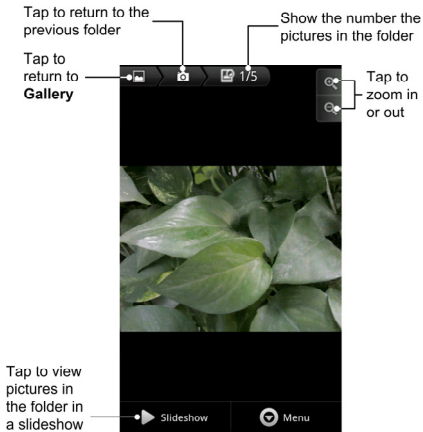 Tap to return to the
previous folder
Show the number the
pictures in the folder
Tap to
return to
Gallery
1/5
Tap to
zoom in
or out
Tap to view
pictures in
the folder in
a slideshow
Slideshow
Menu